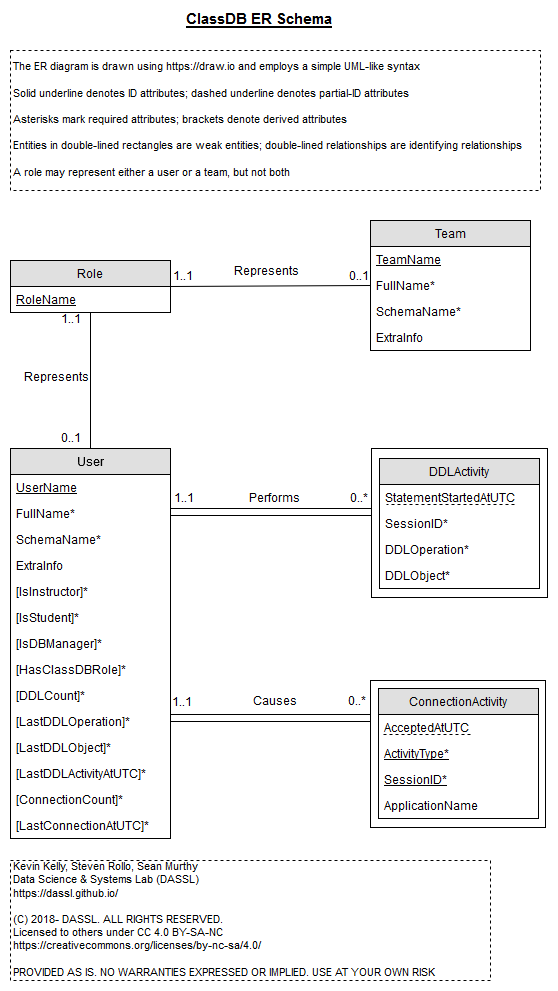 ClassDB ER Schema
The ER diagram is drawn using https://draw.io and employs a simple UML-like syntax
Solid underline denotes ID attributes; dashed underline denotes partial-ID attributes
Asterisks mark required attributes; brackets denote derived attributes
Entities in double-lined rectangles are weak entities; double-lined relationships are identifying relationships
A role may represent either a user or a team, but not both
Role
RoleName
1..1
Represents
0..1
Team
TeamName
FullName*
SchemaName*
ExtraInfo
1..1
Represents
0..1
User
UserName
FullName*
SchemaName*
ExtraInfo
[IsInstructor]*
[IsStudent]*
[IsDBManager]*
[HasClassDBRole]*
[DDLCount]*
[LastDDLOperation]*
[LastDDLObject]*
[LastDDLActivityAtUTC]*
[ConnectionCount]*
[LastConnectionAtUTC]*
1..1
Performs
0..*
DDLActivity
StatementStartedAtUTC
SessionID*
DDLOperation*
DDLObject*
1..1
Causes
0..*
ConnectionActivity
AcceptedAtUTC
ActivityType*
SessionID*
ApplicationName
Kevin Kelly, Steven Rollo, Sean Murthy
Data Science & Systems Lab (DASSL)
https://dassl.github.io/
(C) 2018- DASSL. ALL RIGHTS RESERVED.
Licensed to others under CC 4.0 BY-SA-NC
https://creativecommons.org/licenses/by-nc-sa/4.0/
PROVIDED AS IS. NO WARRANTIES EXPRESSED OR IMPLIED. USE AT YOUR OWN RISK